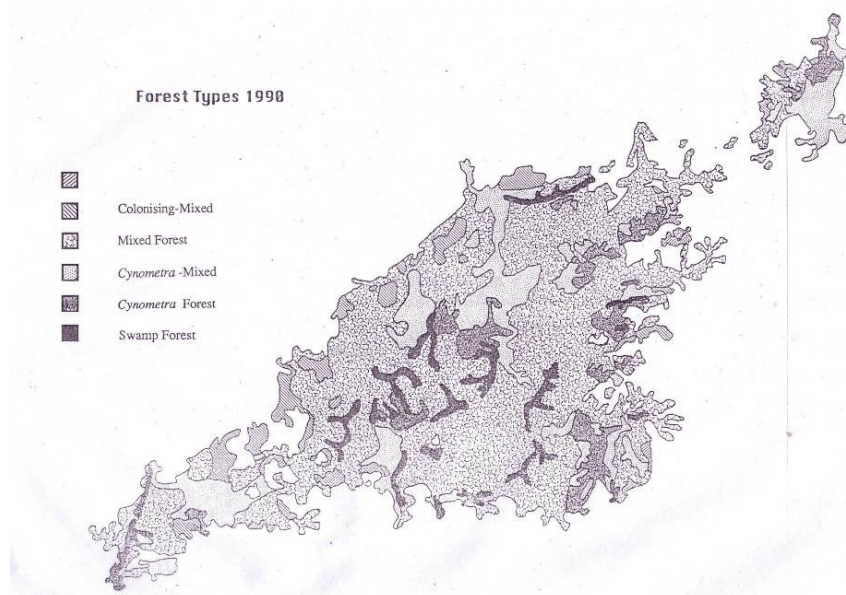 Forest Types 1990
Colonising-Mixed
Mixed Forest
Cynometra -Mixed
Cynometra Forest
Swamp Forest